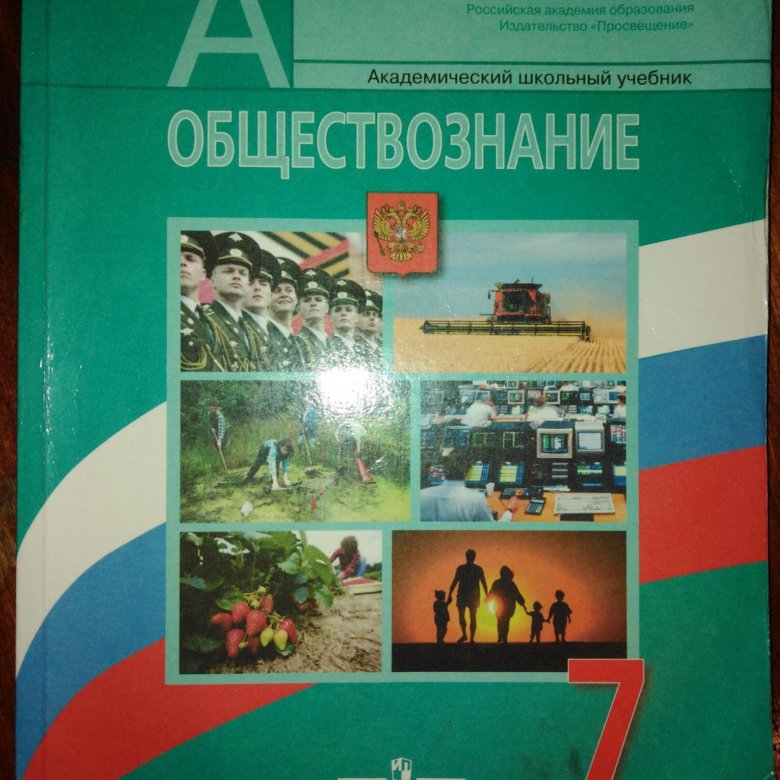 А
Российская академия образования
Издательство «Просвещение»
Академический школьный учебник
ОБЩЕСТВОЗНАНИЕ
7